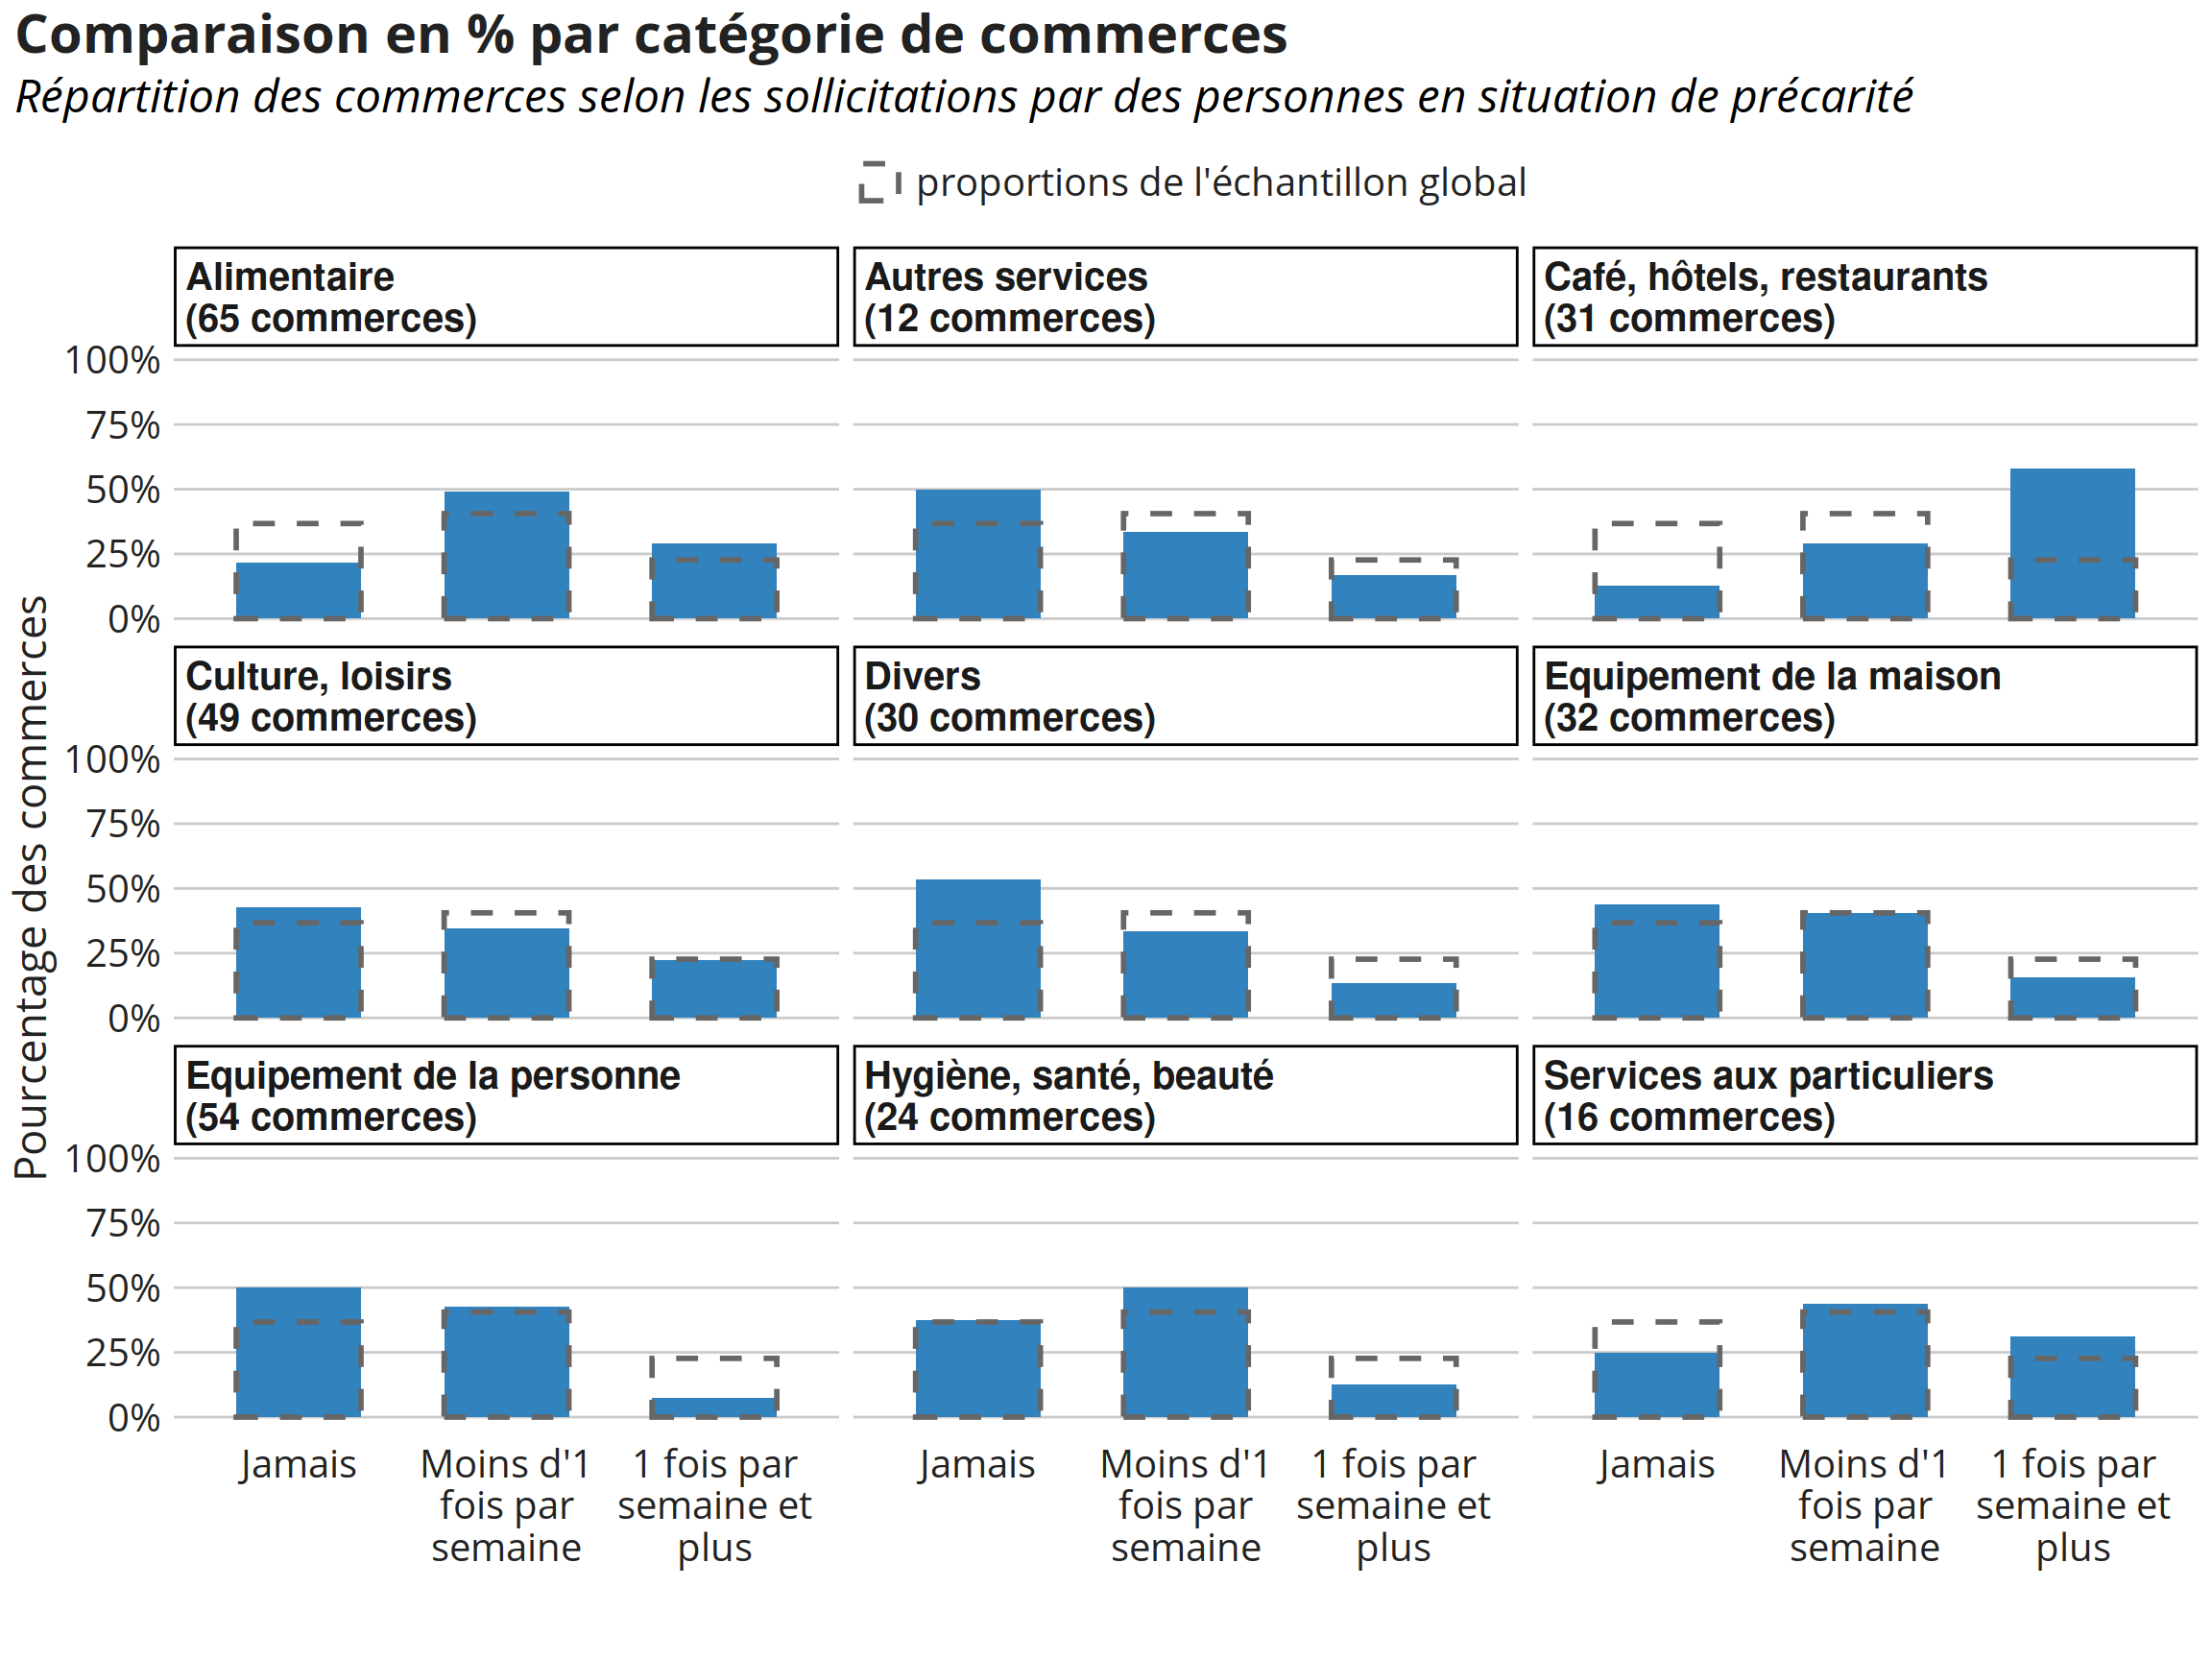 Comparaison en % par catégorie de commerces
Répartition des commerces selon les sollicitations par des personnes en situation de précarité
proportions de l'échantillon global
Pourcentage des commerces
Alimentaire
(65 commerces)
Autres services
(12 commerces)
Café, hôtels, restaurants
(31 commerces)
100%
75%
50%
25%
0%
Culture, loisirs
(49 commerces)
Divers
(30 commerces)
Equipement de la maison
(32 commerces)
100%
75%
50%
25%
0%
Equipement de la personne
(54 commerces)
Hygiène, santé, beauté
(24 commerces)
Services aux particuliers
(16 commerces)
100%
75%
50%
25%
0%
Jamais
Moins d'1
fois par
semaine
1 fois par
semaine et
plus
Jamais
Moins d'1
fois par
semaine
1 fois par
semaine et
plus
Jamais
Moins d'1
fois par
semaine
1 fois par
semaine et
plus